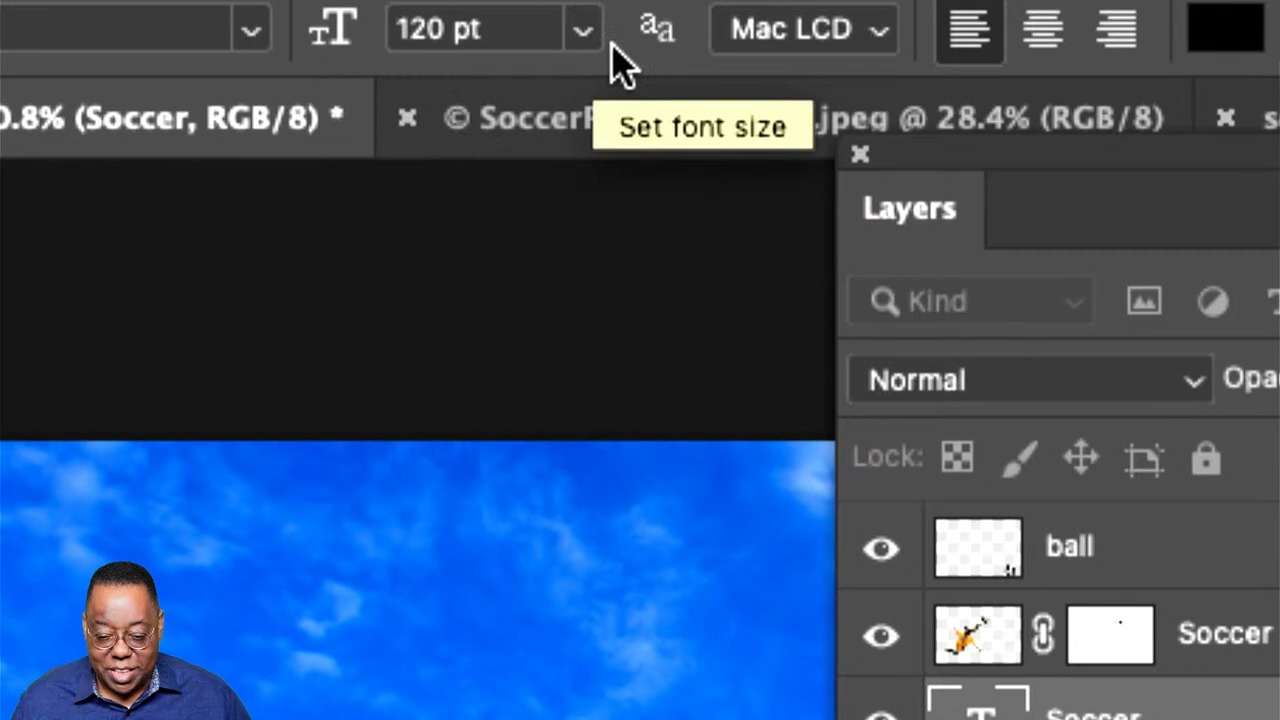 120 pt
Mac LCD
0.8% (Soccer, RGB/8) *
© Soccer
.jpeg @ 28.4% (RGB/8)
Set font size
Layers
Kind
Normal
Opa
Lock:
ball
Soccer
Soccer